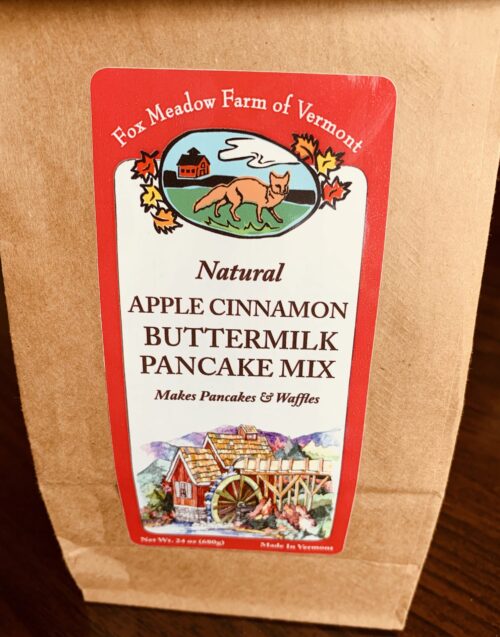 Fox Meadow Farm of Vermont
Natural
APPLE CINNAMON
BUTTERMILK
PANCAKE MIX
Makes Pancakes & Waffles
Net Wt. 24 oz (680g) Made In Vermont